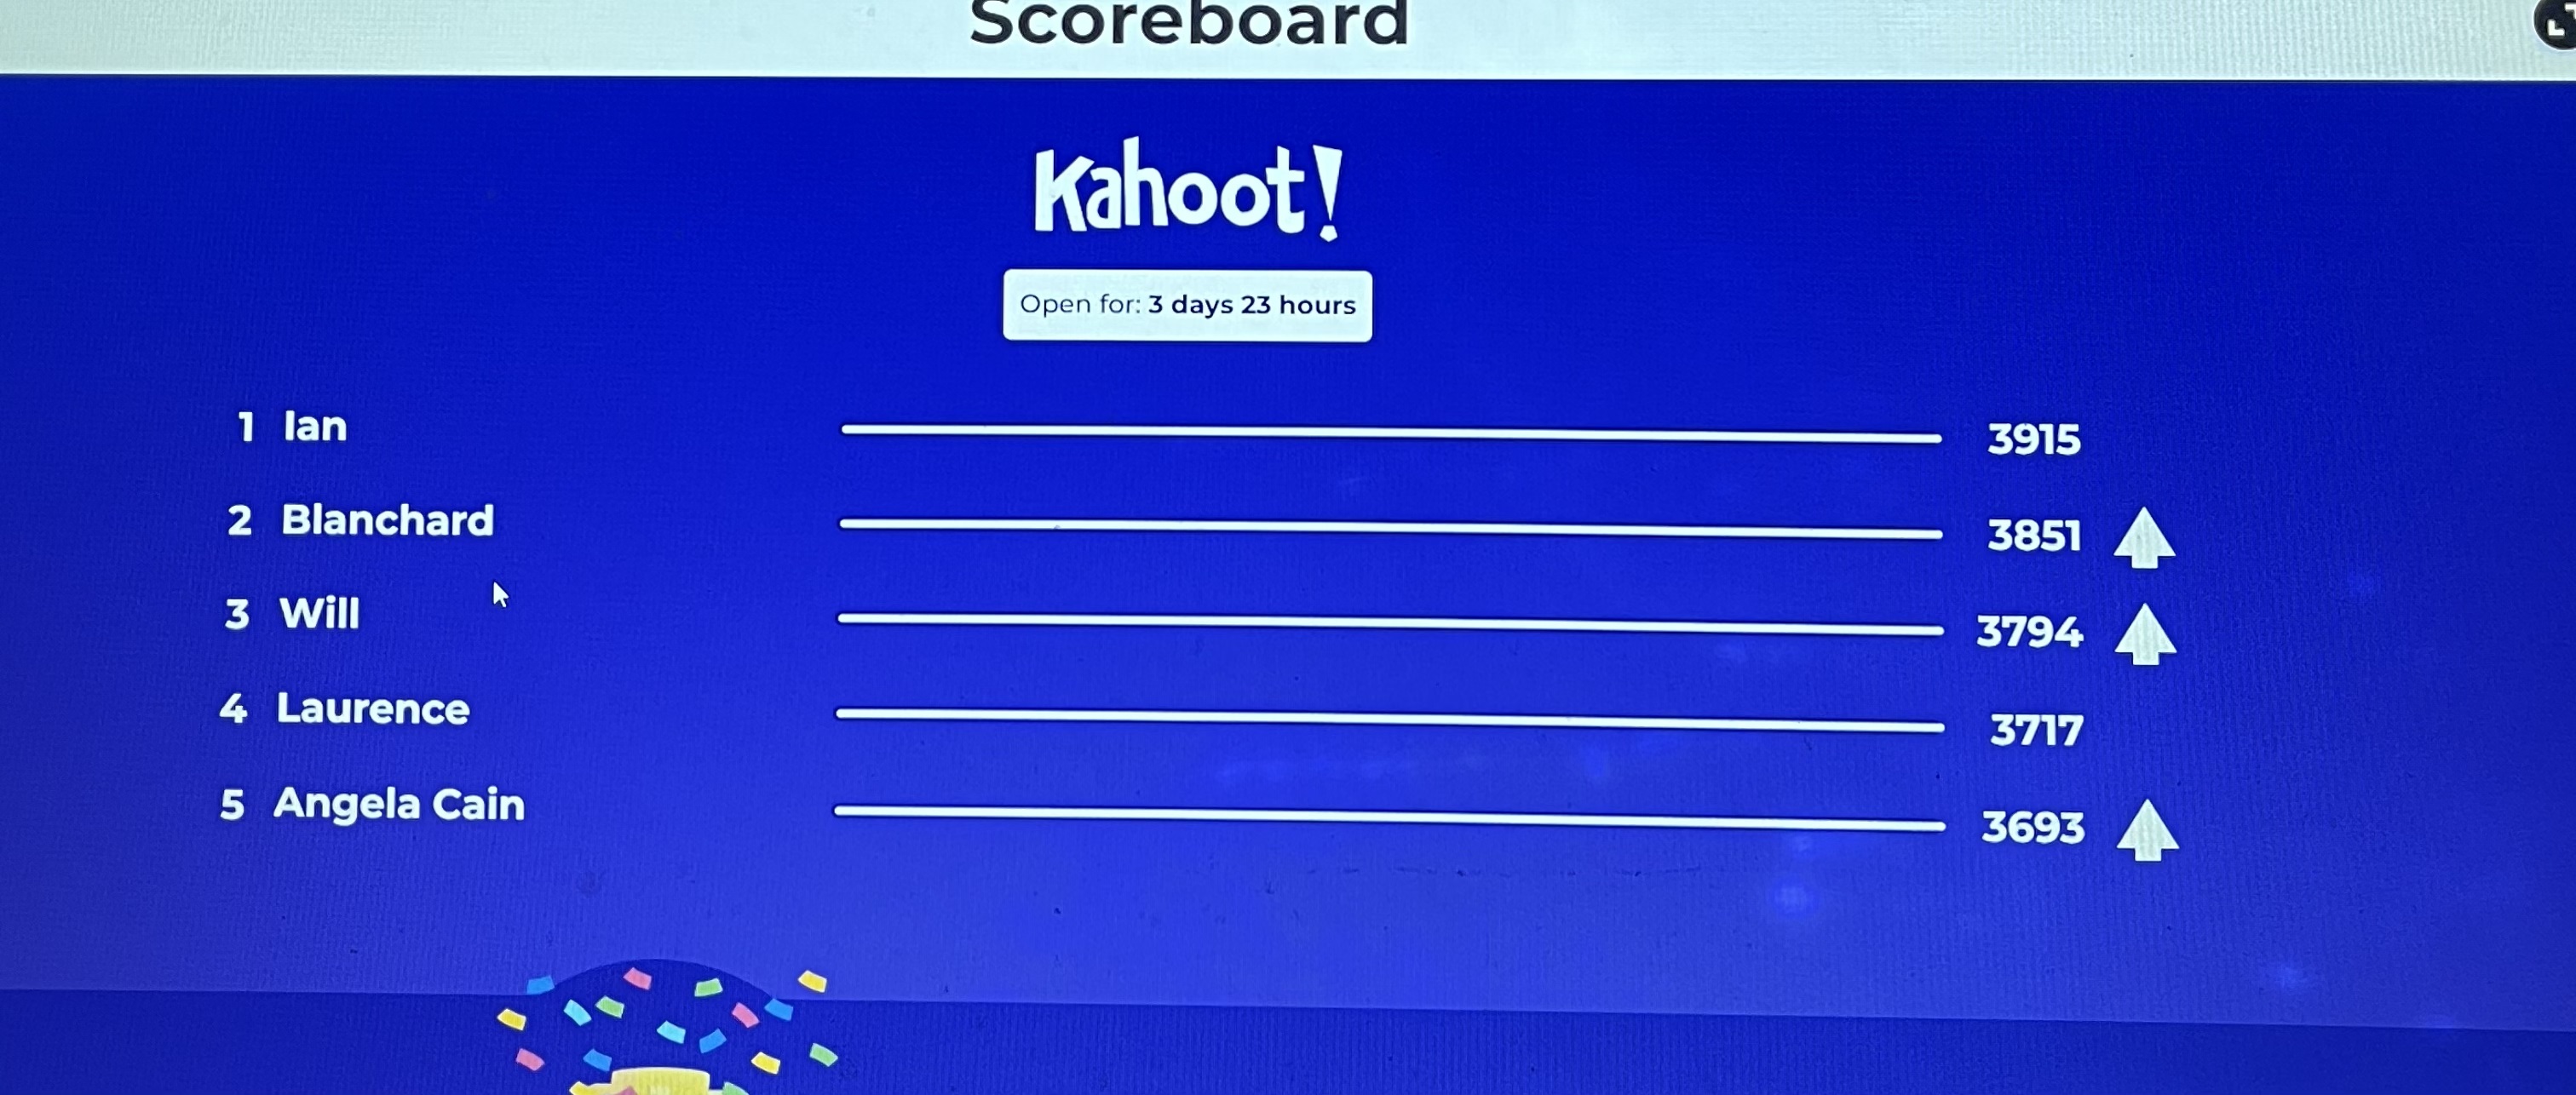 Scoreboard
Kahoot!
Open for: 3 days 23 hours
1 Ian 3915
2 Blanchard 3851
3 Will 3794
4 Laurence 3717
5 Angela Cain 3693